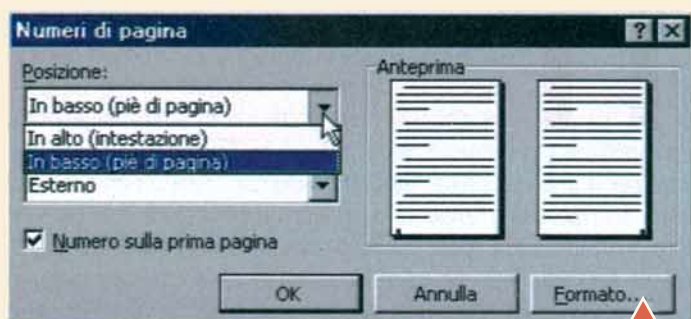 Numeri di pagina
Posizione:
In basso (piè di pagina)
In alto (intestazione)
In basso (piè di pagina)
Esterno
Numero sulla prima pagina
Anteprima
OK
Annulla
Formato...